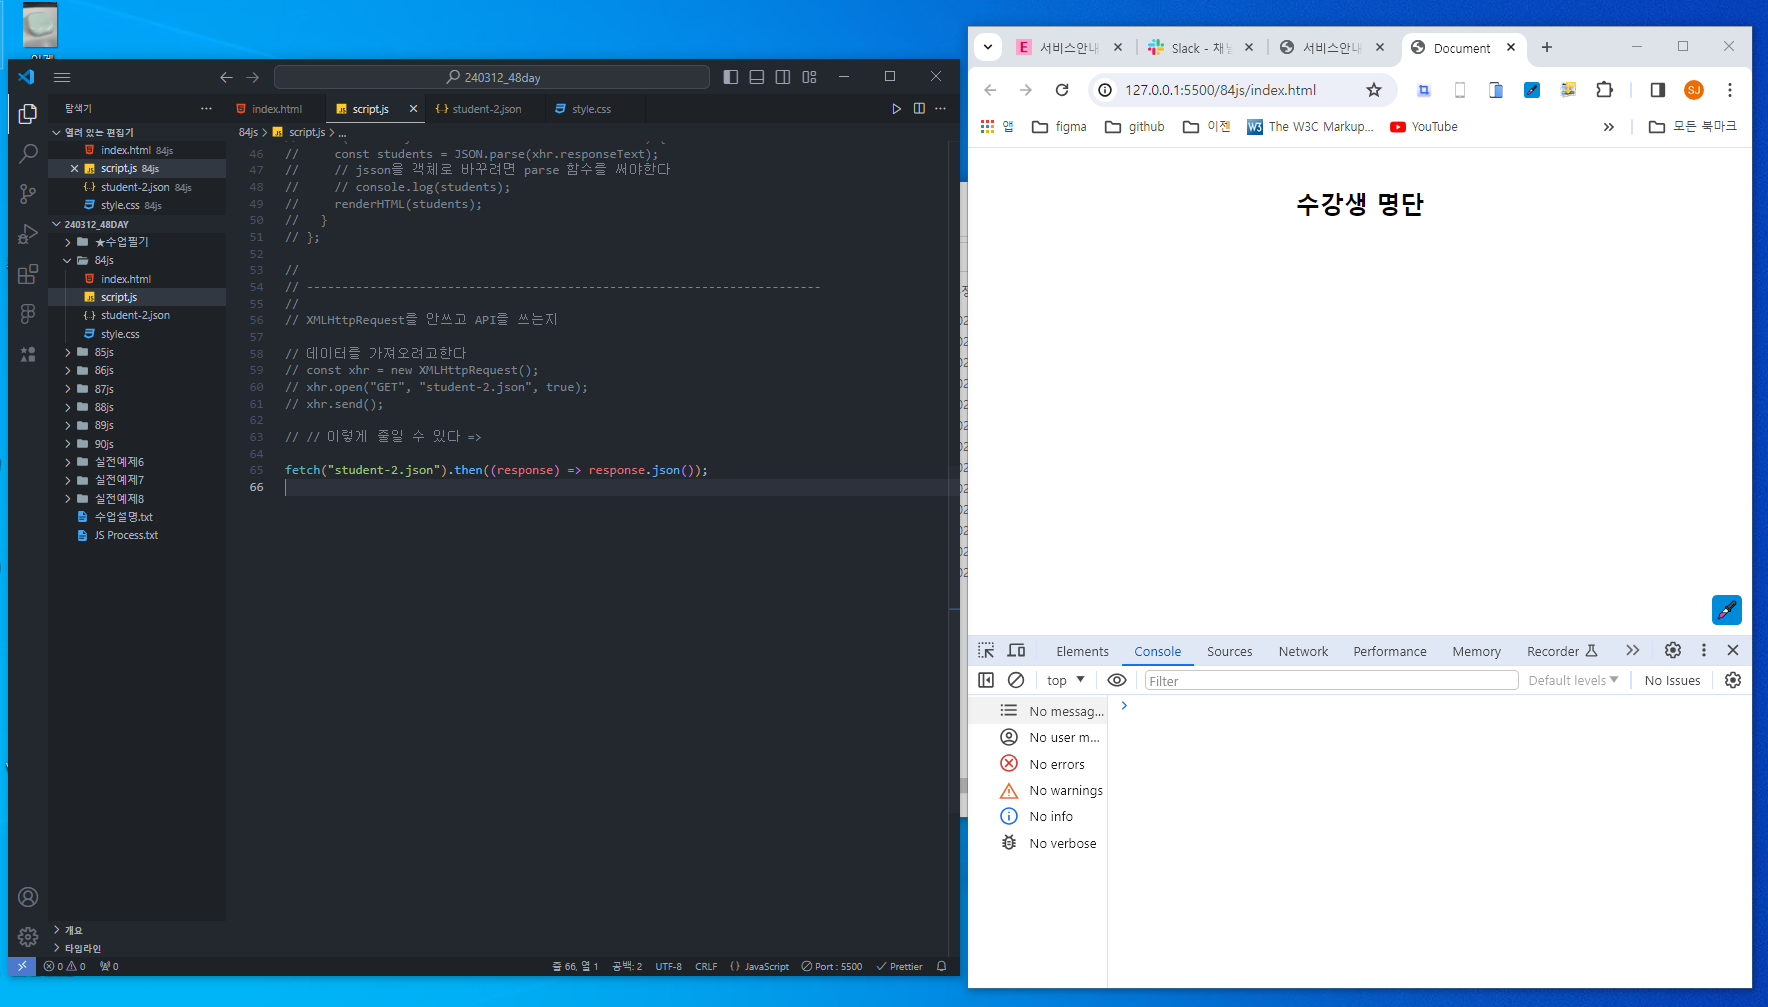 240312_48day
탐색기
index.html
script.js
student-2.json
style.css
열려 있는 편집기
index.html 84js
script.js 84js
student-2.json 84js
style.css 84js
240312_48DAY
★수업필기
84js
index.html
script.js
student-2.json
style.css
85js
86js
87js
88js
89js
90js
실전예제6
실전예제7
실전예제8
수업설명.txt
JS Process.txt
개요
타임라인
84js > script.js > ...
46 //     const students = JSON.parse(xhr.responseText);
47 //     // jsson을 객체로 바꾸려면 parse 함수를 써야한다
48 //     // console.log(students);
49 //     renderHTML(students);
50 //   }
51 // };
52
53 //
54 // -------------------------------------------------------------------------
55 //
56 // XMLHttpRequest를 안쓰고 API를 쓰는지
57
58 // 데이터를 가져오려고한다
59 // const xhr = new XMLHttpRequest();
60 // xhr.open("GET", "student-2.json", true);
61 // xhr.send();
62
63 // // 이렇게 줄일 수 있다 =>
64
65 fetch("student-2.json").then((response) => response.json());
66
0 0 0
줄 66, 열 1 공백: 2 UTF-8 CRLF {} JavaScript Port : 5500 Prettier
서비스안내
Slack - 채널
서비스안내
Document
127.0.0.1:5500/84js/index.html
SJ
앱 figma github 이젠 The W3C Markup... YouTube » 모든 북마크
수강생 명단
Elements Console Sources Network Performance Memory Recorder
top Filter Default levels No Issues
No messag...
No user m...
No errors
No warnings
No info
No verbose